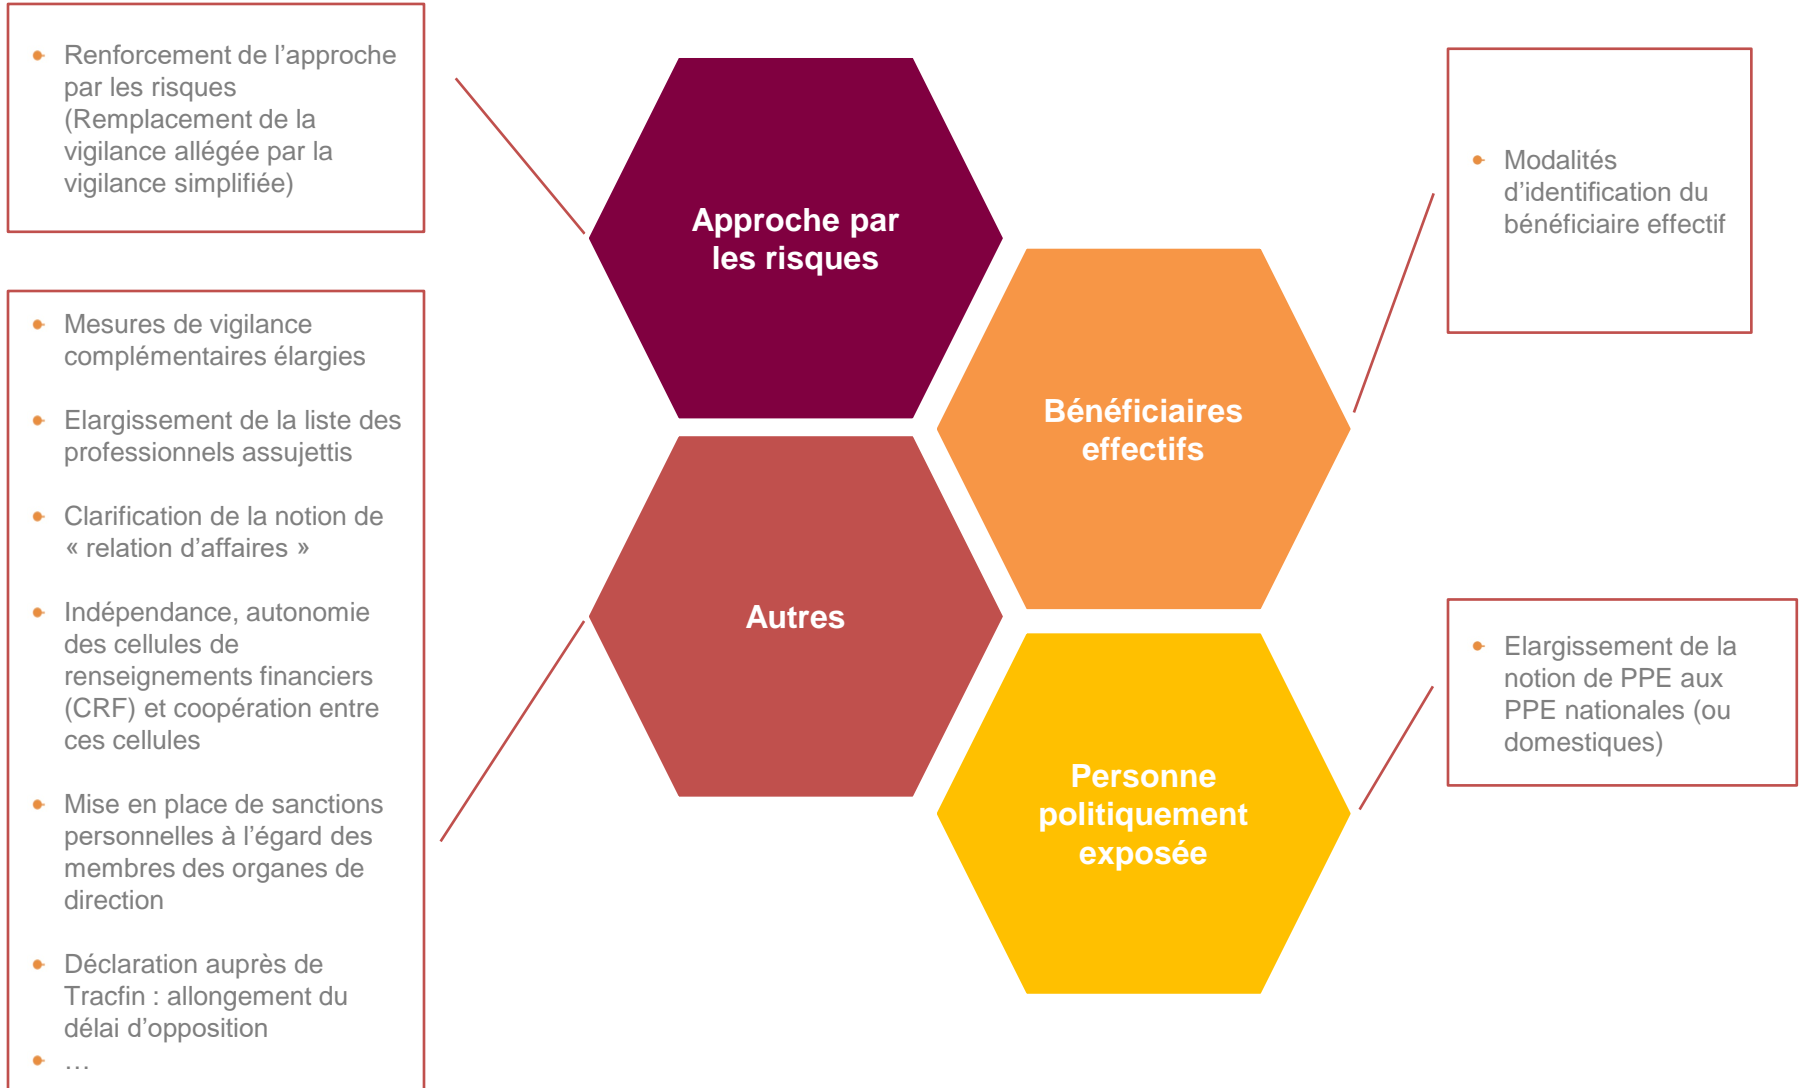 Renforcement de l’approche
par les risques
(Remplacement de la
vigilance allégée par la
vigilance simplifiée)
Mesures de vigilance
complémentaires élargies
Elargissement de la liste des
professionnels assujettis
Clarification de la notion de
« relation d’affaires »
Indépendance, autonomie
des cellules de
renseignements financiers
(CRF) et coopération entre
ces cellules
Mise en place de sanctions
personnelles à l’égard des
membres des organes de
direction
Déclaration auprès de
Tracfin : allongement du
délai d’opposition
…
Approche par
les risques
Bénéficiaires
effectifs
Autres
Personne
politiquement
exposée
Modalités
d’identification du
bénéficiaire effectif
Elargissement de la
notion de PPE aux
PPE nationales (ou
domestiques)